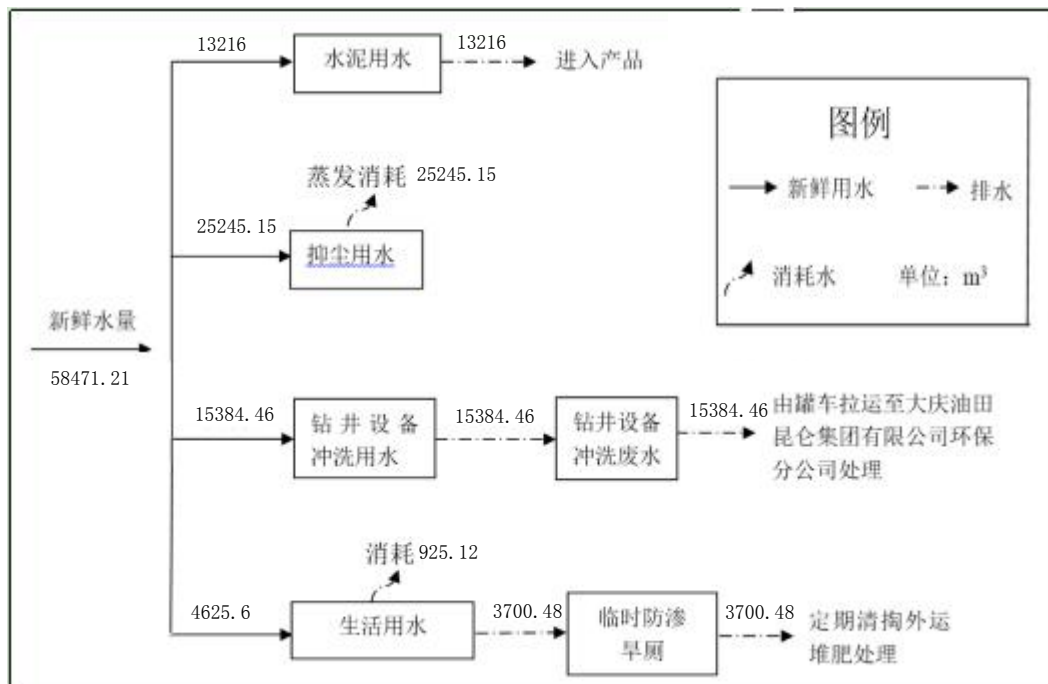 13216
水泥用水
13216
进入产品
图例
新鲜用水
排水
消耗水
单位：m³
蒸发消耗 25245.15
25245.15
抑尘用水
新鲜水量
58471.21
15384.46
钻井设备
冲洗用水
15384.46
钻井设备
冲洗废水
15384.46
由罐车拉运至大庆油田
昆仑集团有限公司环保
分公司处理
消耗 925.12
4625.6
生活用水
3700.48
临时防渗
旱厕
3700.48
定期清掏外运
堆肥处理